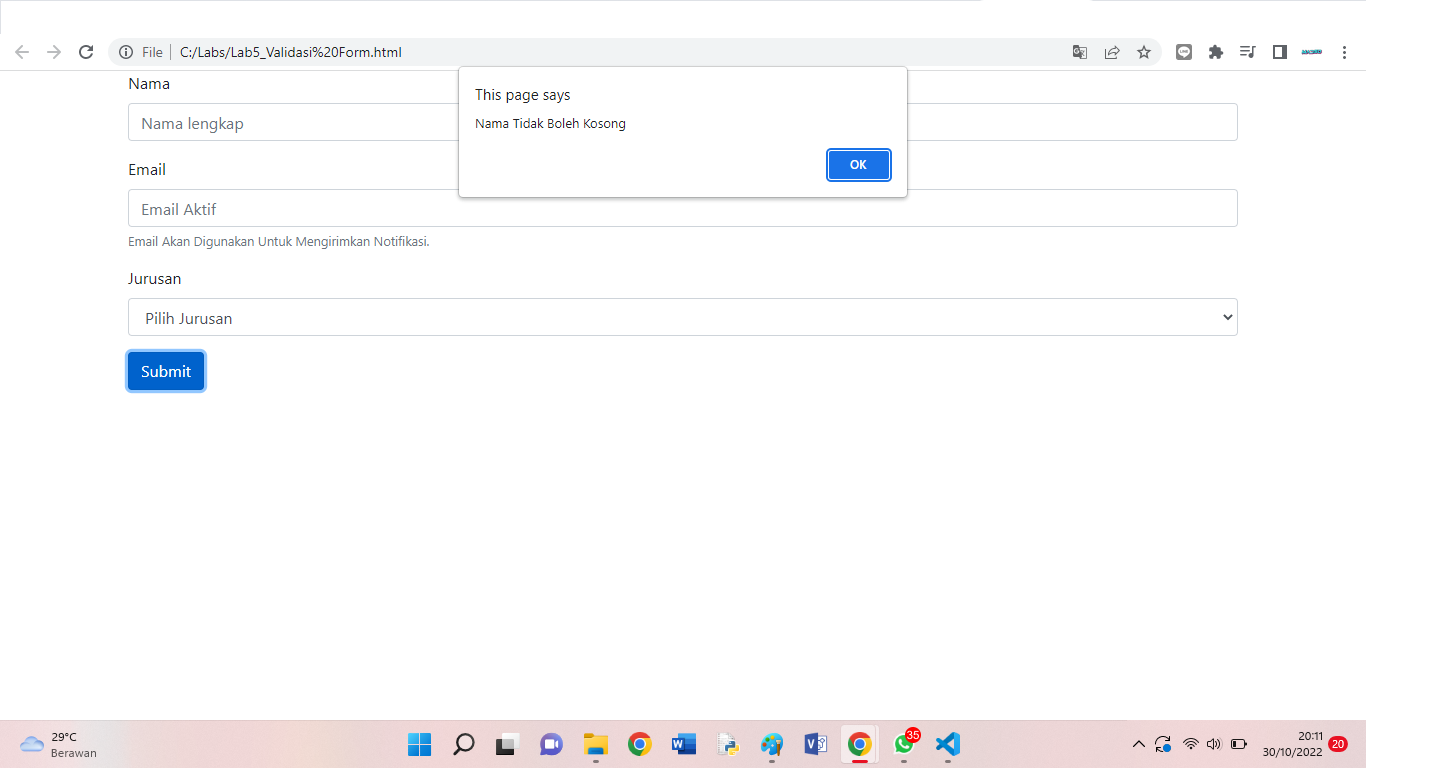 File | C:/Labs/Lab5_Validasi%20Form.html
Nama
This page says
Nama Tidak Boleh Kosong
OK
Nama lengkap
Email
Email Aktif
Email Akan Digunakan Untuk Mengirimkan Notifikasi.
Jurusan
Pilih Jurusan
Submit
29°C
Berawan
35
20:11
30/10/2022
20